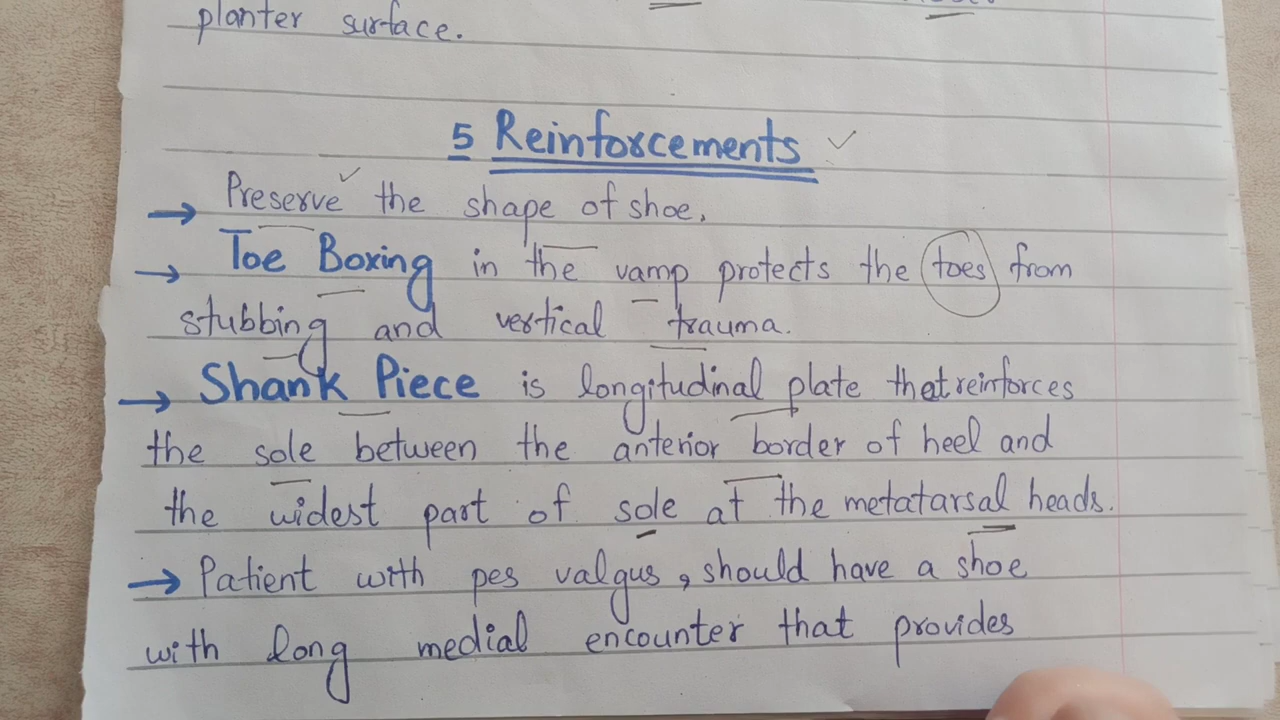 planter surface.
5 Reinforcements
→ Preserve the shape of shoe.
→ Toe Boxing in the vamp protects the toes from
stubbing and vertical trauma.
→ Shank Piece is longitudinal plate that reinforces
the sole between the anterior border of heel and
the widest part of sole at the metatarsal heads.
→ Patient with pes valgus, should have a shoe
with long medial encounter that provides